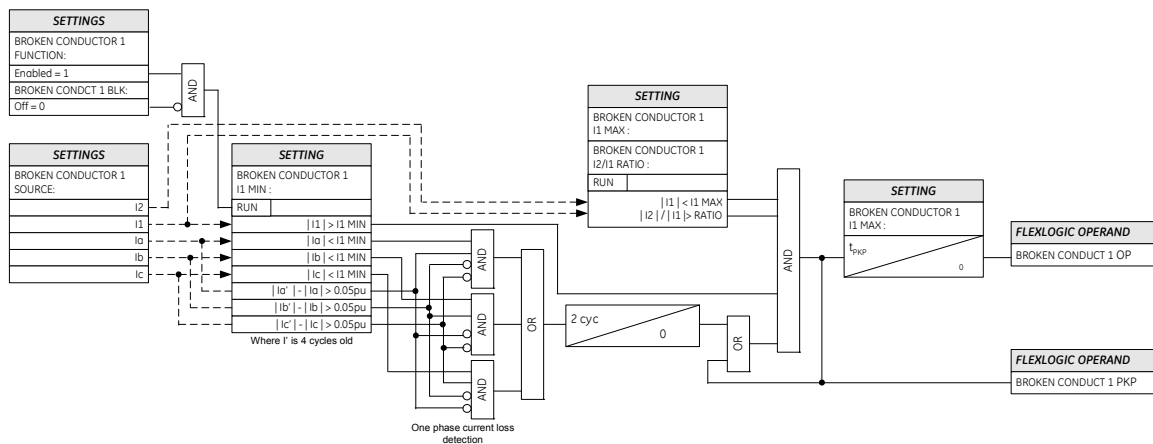 SETTINGS
BROKEN CONDUCTOR 1
FUNCTION:
Enabled = 1
BROKEN CONDCT 1 BLK:
Off = 0
AND
SETTINGS
BROKEN CONDUCTOR 1
SOURCE:
I2
I1
Ia
Ib
Ic
SETTING
BROKEN CONDUCTOR 1
I1 MIN :
RUN
| I1 | > I1 MIN
| Ia | < I1 MIN
| Ib | < I1 MIN
| Ic | < I1 MIN
| Ia' | - | Ia | > 0.05pu
| Ib' | - | Ib | > 0.05pu
| Ic' | - | Ic | > 0.05pu
Where I' is 4 cycles old
AND
AND
AND
One phase current loss
detection
OR
2 cyc
0
OR
SETTING
BROKEN CONDUCTOR 1
I1 MAX :
BROKEN CONDUCTOR 1
I2/I1 RATIO :
RUN
| I1 | < I1 MAX
| I2 | / | I1 | > RATIO
AND
SETTING
BROKEN CONDUCTOR 1
I1 MAX :
tPKP
0
FLEXLOGIC OPERAND
BROKEN CONDUCT 1 OP
FLEXLOGIC OPERAND
BROKEN CONDUCT 1 PKP